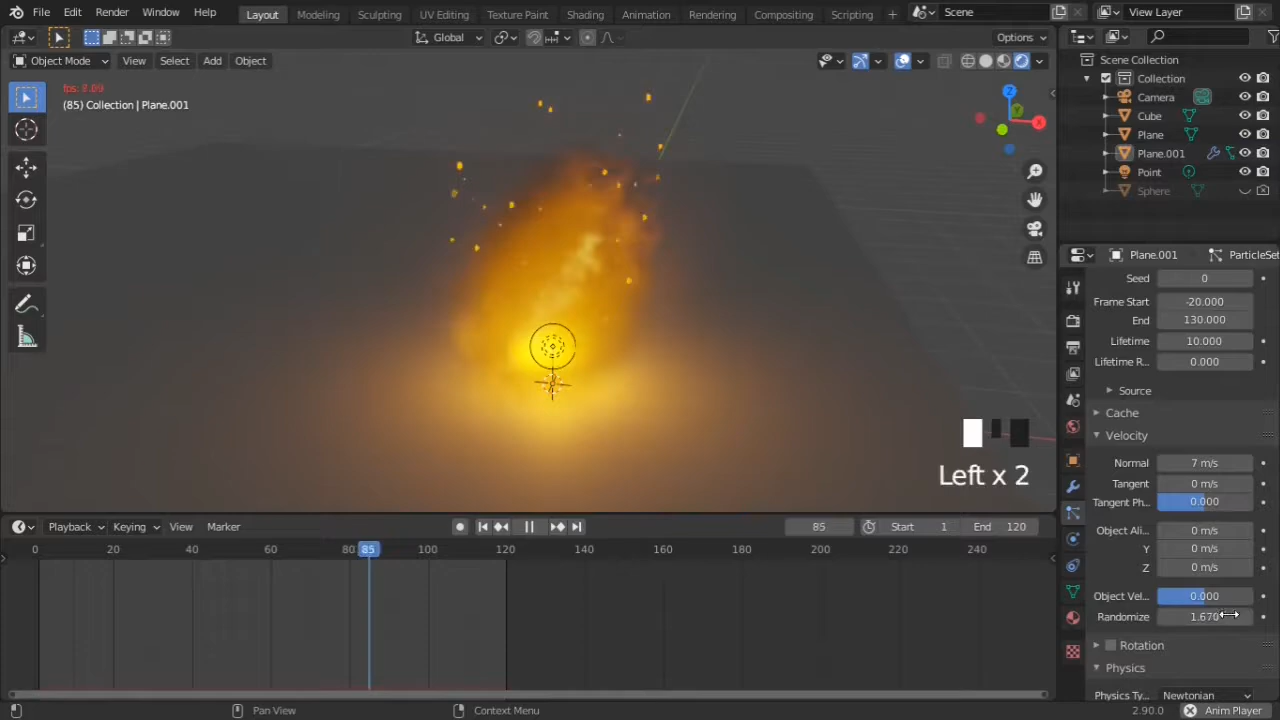 File Edit Render Window Help Layout Modeling Sculpting UV Editing Texture Paint Shading Animation Rendering Compositing Scripting + Scene View Layer
Global Options
Object Mode View Select Add Object
fps: 8.09
(85) Collection | Plane.001
Z
Y
X
Left x 2
Scene Collection
Collection
Camera
Cube
Plane
Plane.001
Point
Sphere
Plane.001 ParticleSet
Seed 0
Frame Start -20.000
End 130.000
Lifetime 10.000
Lifetime R... 0.000
Source
Cache
Velocity
Normal 7 m/s
Tangent 0 m/s
Tangent Ph... 0.000
Object Ali... 0 m/s
Y 0 m/s
Z 0 m/s
Object Vel... 0.000
Randomize 1.670
Rotation
Physics
Physics Ty... Newtonian
Playback Keying View Marker 85 Start 1 End 120
0 20 40 60 80 85 100 120 140 160 180 200 220 240
Pan View Context Menu 2.90.0 Anim Player